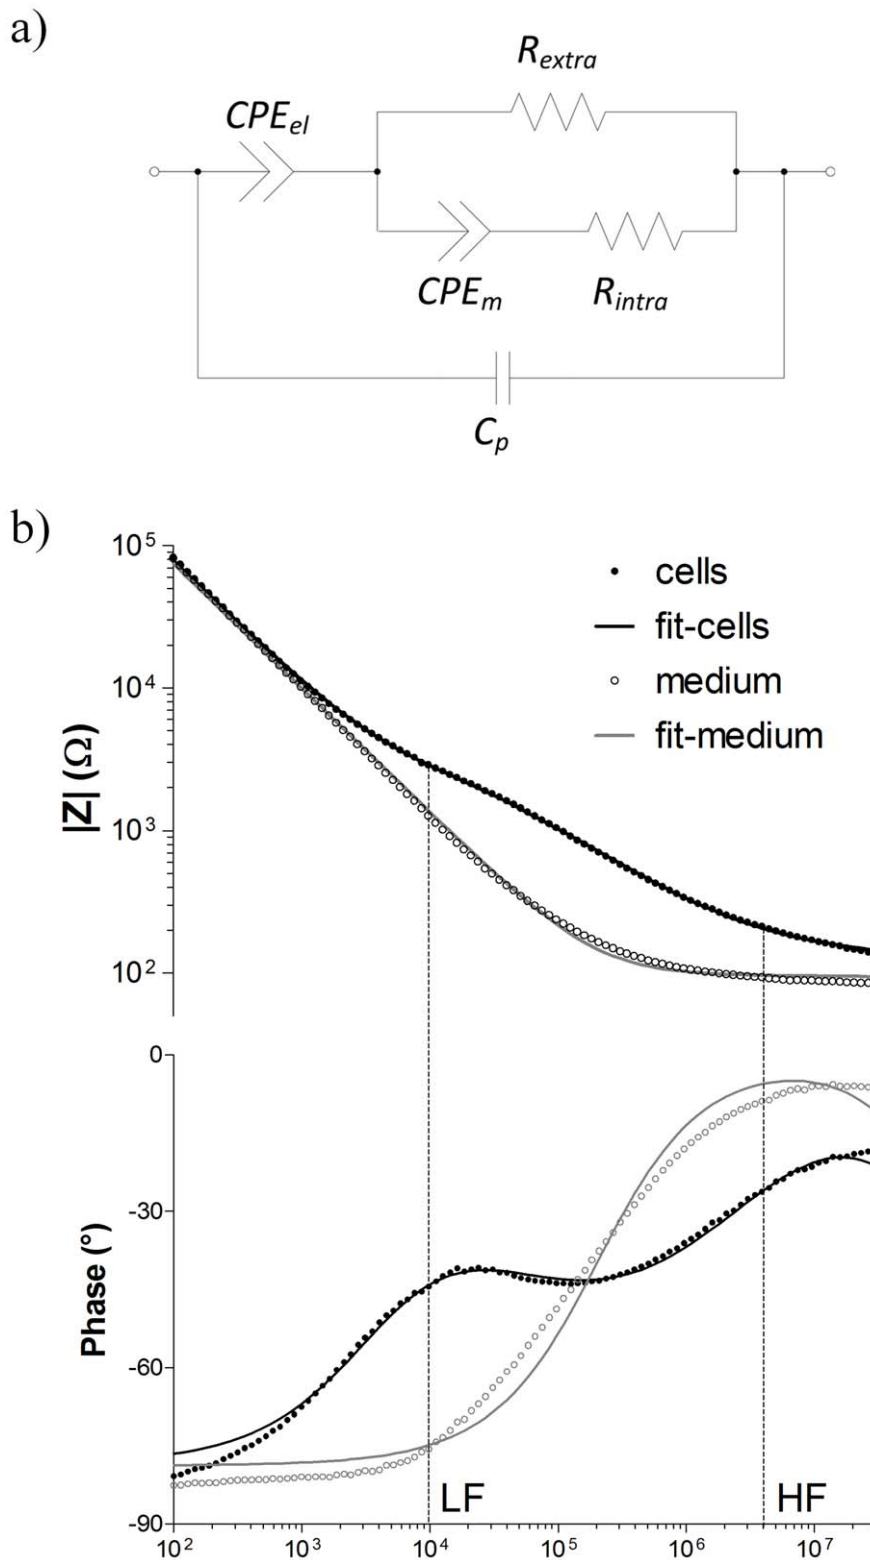 a)
R_extra
CPE_el
CPE_m
R_intra
C_p
b)
10^5
10^4
10^3
10^2
|Z| (Ω)
cells
fit-cells
medium
fit-medium
0
-30
-60
-90
Phase (°)
LF
HF
10^2 10^3 10^4 10^5 10^6 10^7